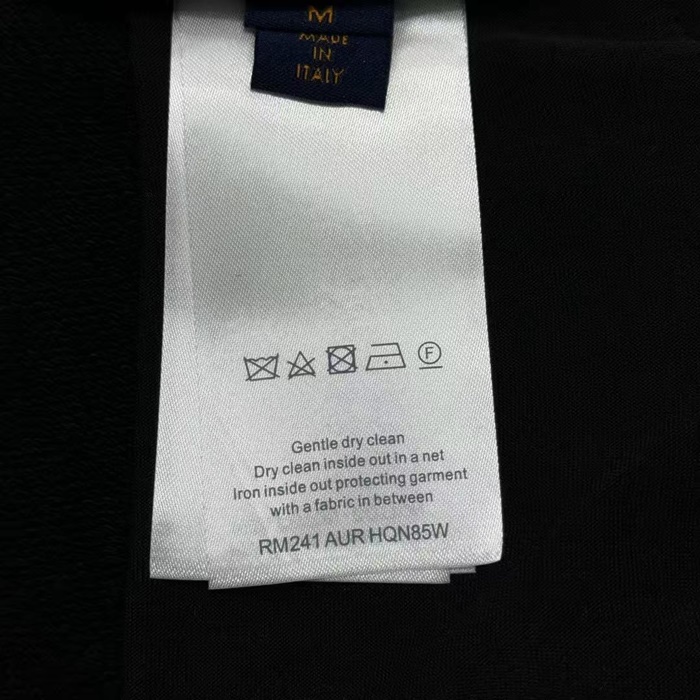 M
MADE
IN
ITALY
F
Gentle dry clean
Dry clean inside out in a net
Iron inside out protecting garment
with a fabric in between
RM241 AUR HQN85W